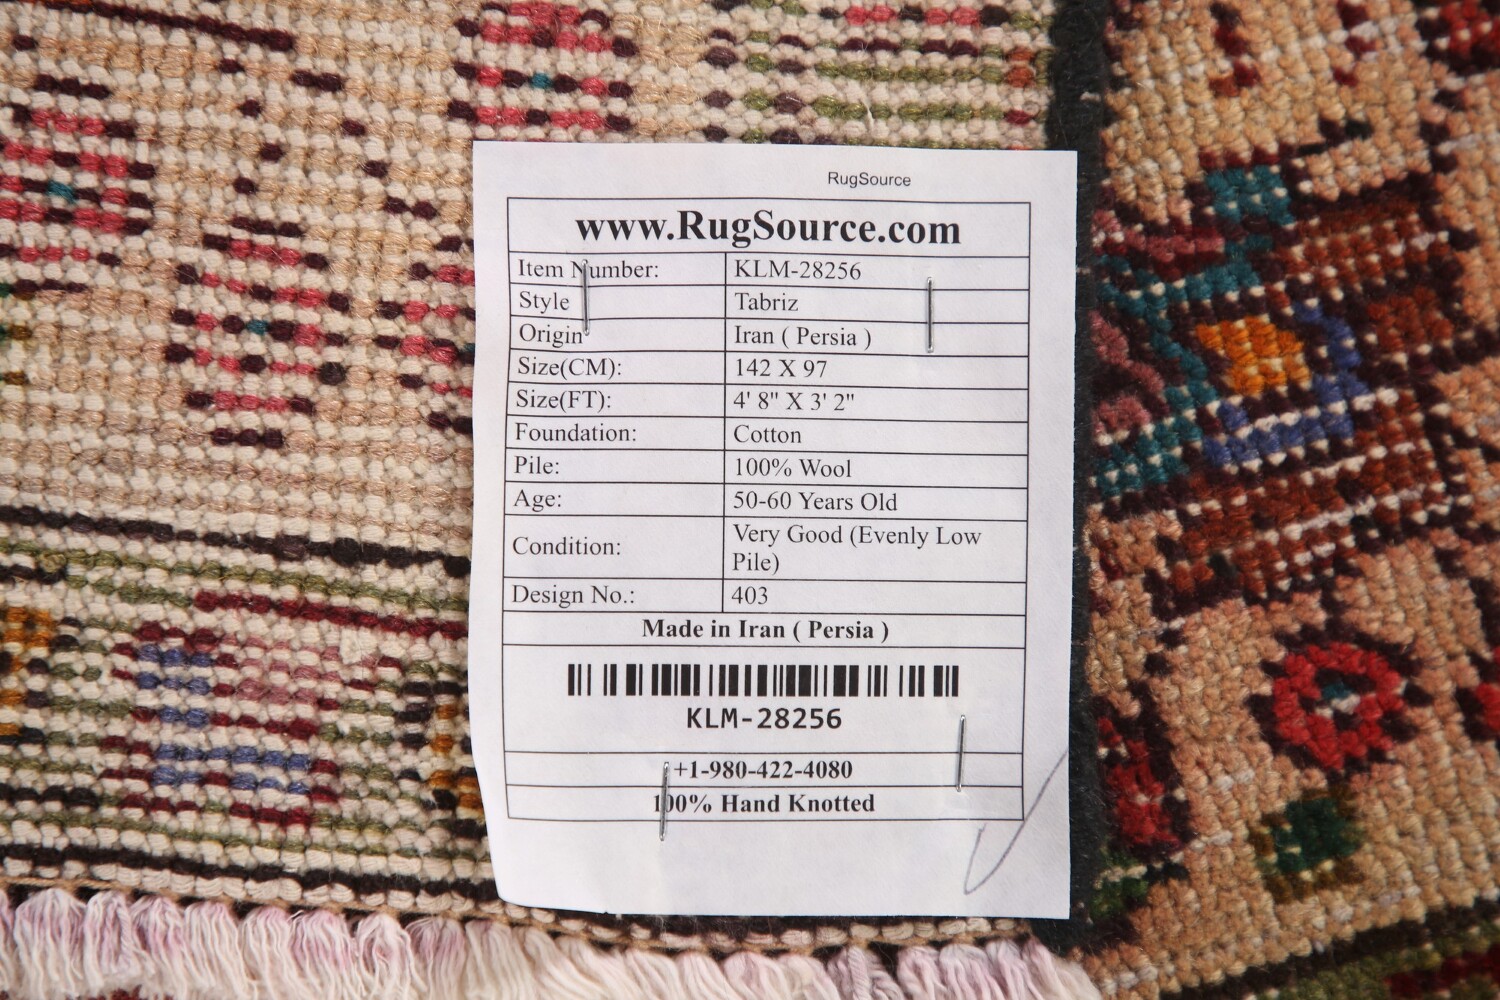 RugSource
www.RugSource.com
Item Number: KLM-28256
Style Tabriz
Origin Iran ( Persia )
Size(CM): 142 X 97
Size(FT): 4' 8" X 3' 2"
Foundation: Cotton
Pile: 100% Wool
Age: 50-60 Years Old
Condition: Very Good (Evenly Low
Pile)
Design No.: 403
Made in Iran ( Persia )
KLM-28256
+1-980-422-4080
100% Hand Knotted